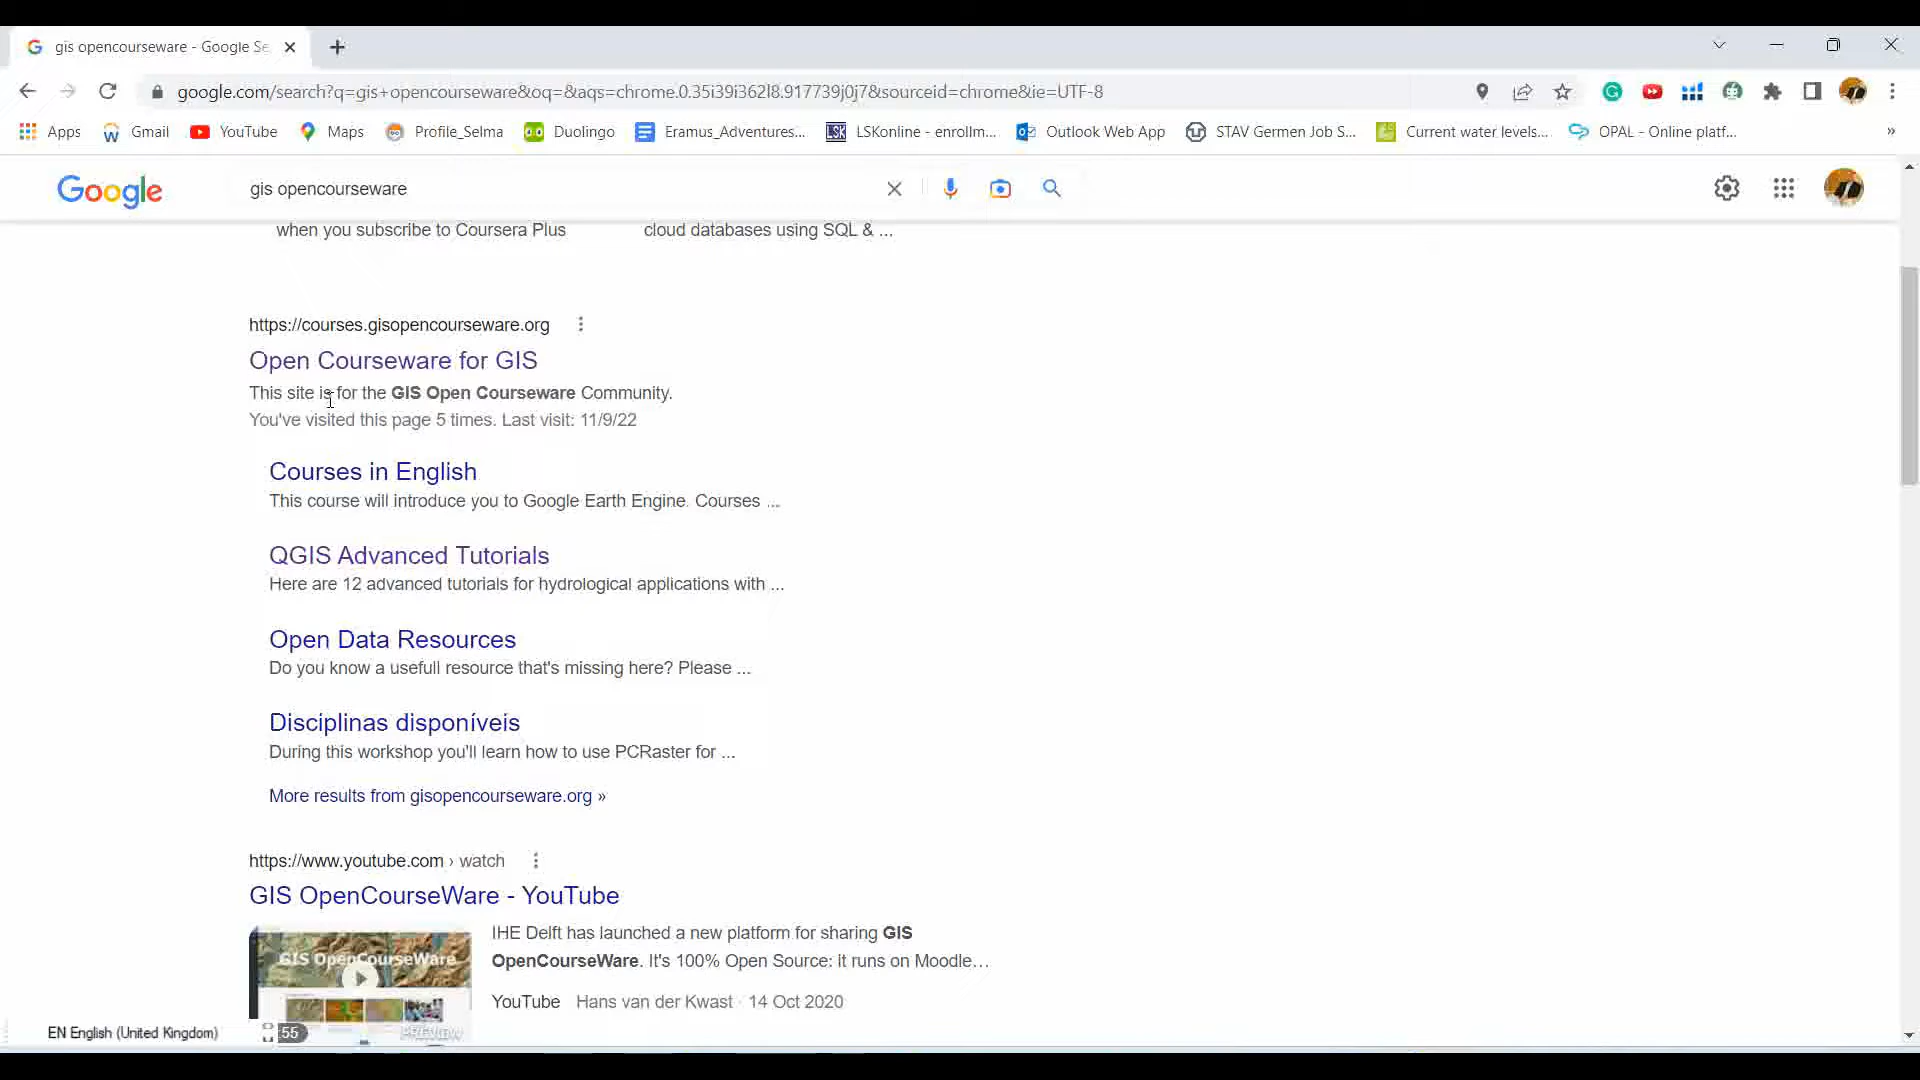 gis opencourseware - Google Se
google.com/search?q=gis+opencourseware&oq=&aqs=chrome.0.35i39i362l8.917739j0j7&sourceid=chrome&ie=UTF-8
Apps Gmail YouTube Maps Profile_Selma Duolingo Eramus_Adventures... LSK LSKonline - enrollm... Outlook Web App STAV Germen Job S... Current water levels... OPAL - Online platf... »
Google gis opencourseware
when you subscribe to Coursera Plus cloud databases using SQL & ...
https://courses.gisopencourseware.org
Open Courseware for GIS
This site is for the GIS Open Courseware Community.
You've visited this page 5 times. Last visit: 11/9/22
Courses in English
This course will introduce you to Google Earth Engine. Courses ...
QGIS Advanced Tutorials
Here are 12 advanced tutorials for hydrological applications with ...
Open Data Resources
Do you know a usefull resource that's missing here? Please ...
Disciplinas disponíveis
During this workshop you'll learn how to use PCRaster for ...
More results from gisopencourseware.org »
https://www.youtube.com › watch
GIS OpenCourseWare - YouTube
GIS OpenCourseWare
IHE Delft has launched a new platform for sharing GIS
OpenCourseWare. It's 100% Open Source: it runs on Moodle...
YouTube Hans van der Kwast · 14 Oct 2020
EN English (United Kingdom) :55 PREVIEW